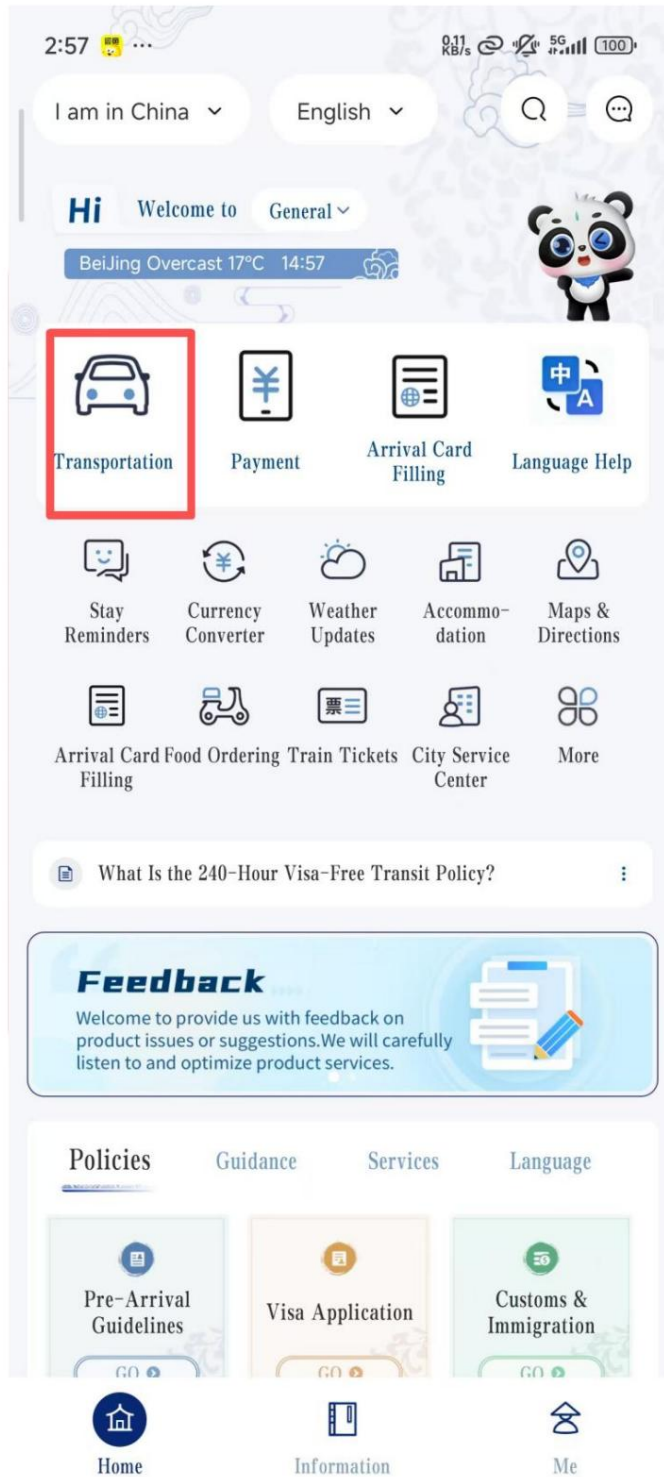 2:57 ... 0.11 KB/s 5G 100
I am in China English
Hi Welcome to General
BeiJing Overcast 17°C 14:57
¥ 中 A
Transportation Payment Arrival Card Filling Language Help
¥
Stay Reminders Currency Converter Weather Updates Accommo-dation Maps & Directions
票
Arrival Card Filling Food Ordering Train Tickets City Service Center More
What Is the 240-Hour Visa-Free Transit Policy?
Feedback
Welcome to provide us with feedback on
product issues or suggestions.We will carefully
listen to and optimize product services.
Policies Guidance Services Language
Pre-Arrival Guidelines Visa Application Customs & Immigration
GO GO GO
Home Information Me